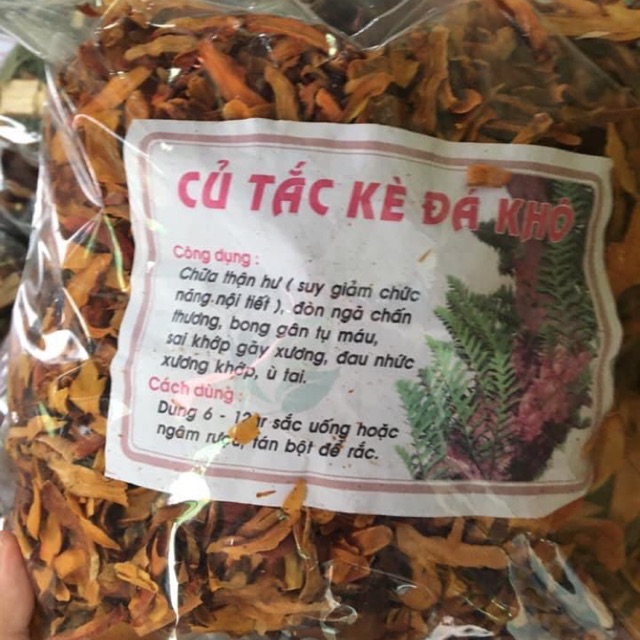 CỦ TẮC KÈ ĐÁ KHÔ
Công dụng :
Chữa thận hư ( suy giảm chức
năng.nội tiết ), đòn ngã chấn
thương, bong gân tụ máu,
sai khớp gãy xương, đau nhức
xương khớp, ù tai.
Cách dùng :
Dùng 6 - 12gr sắc uống hoặc
ngâm rượu, tán bột để rắc.